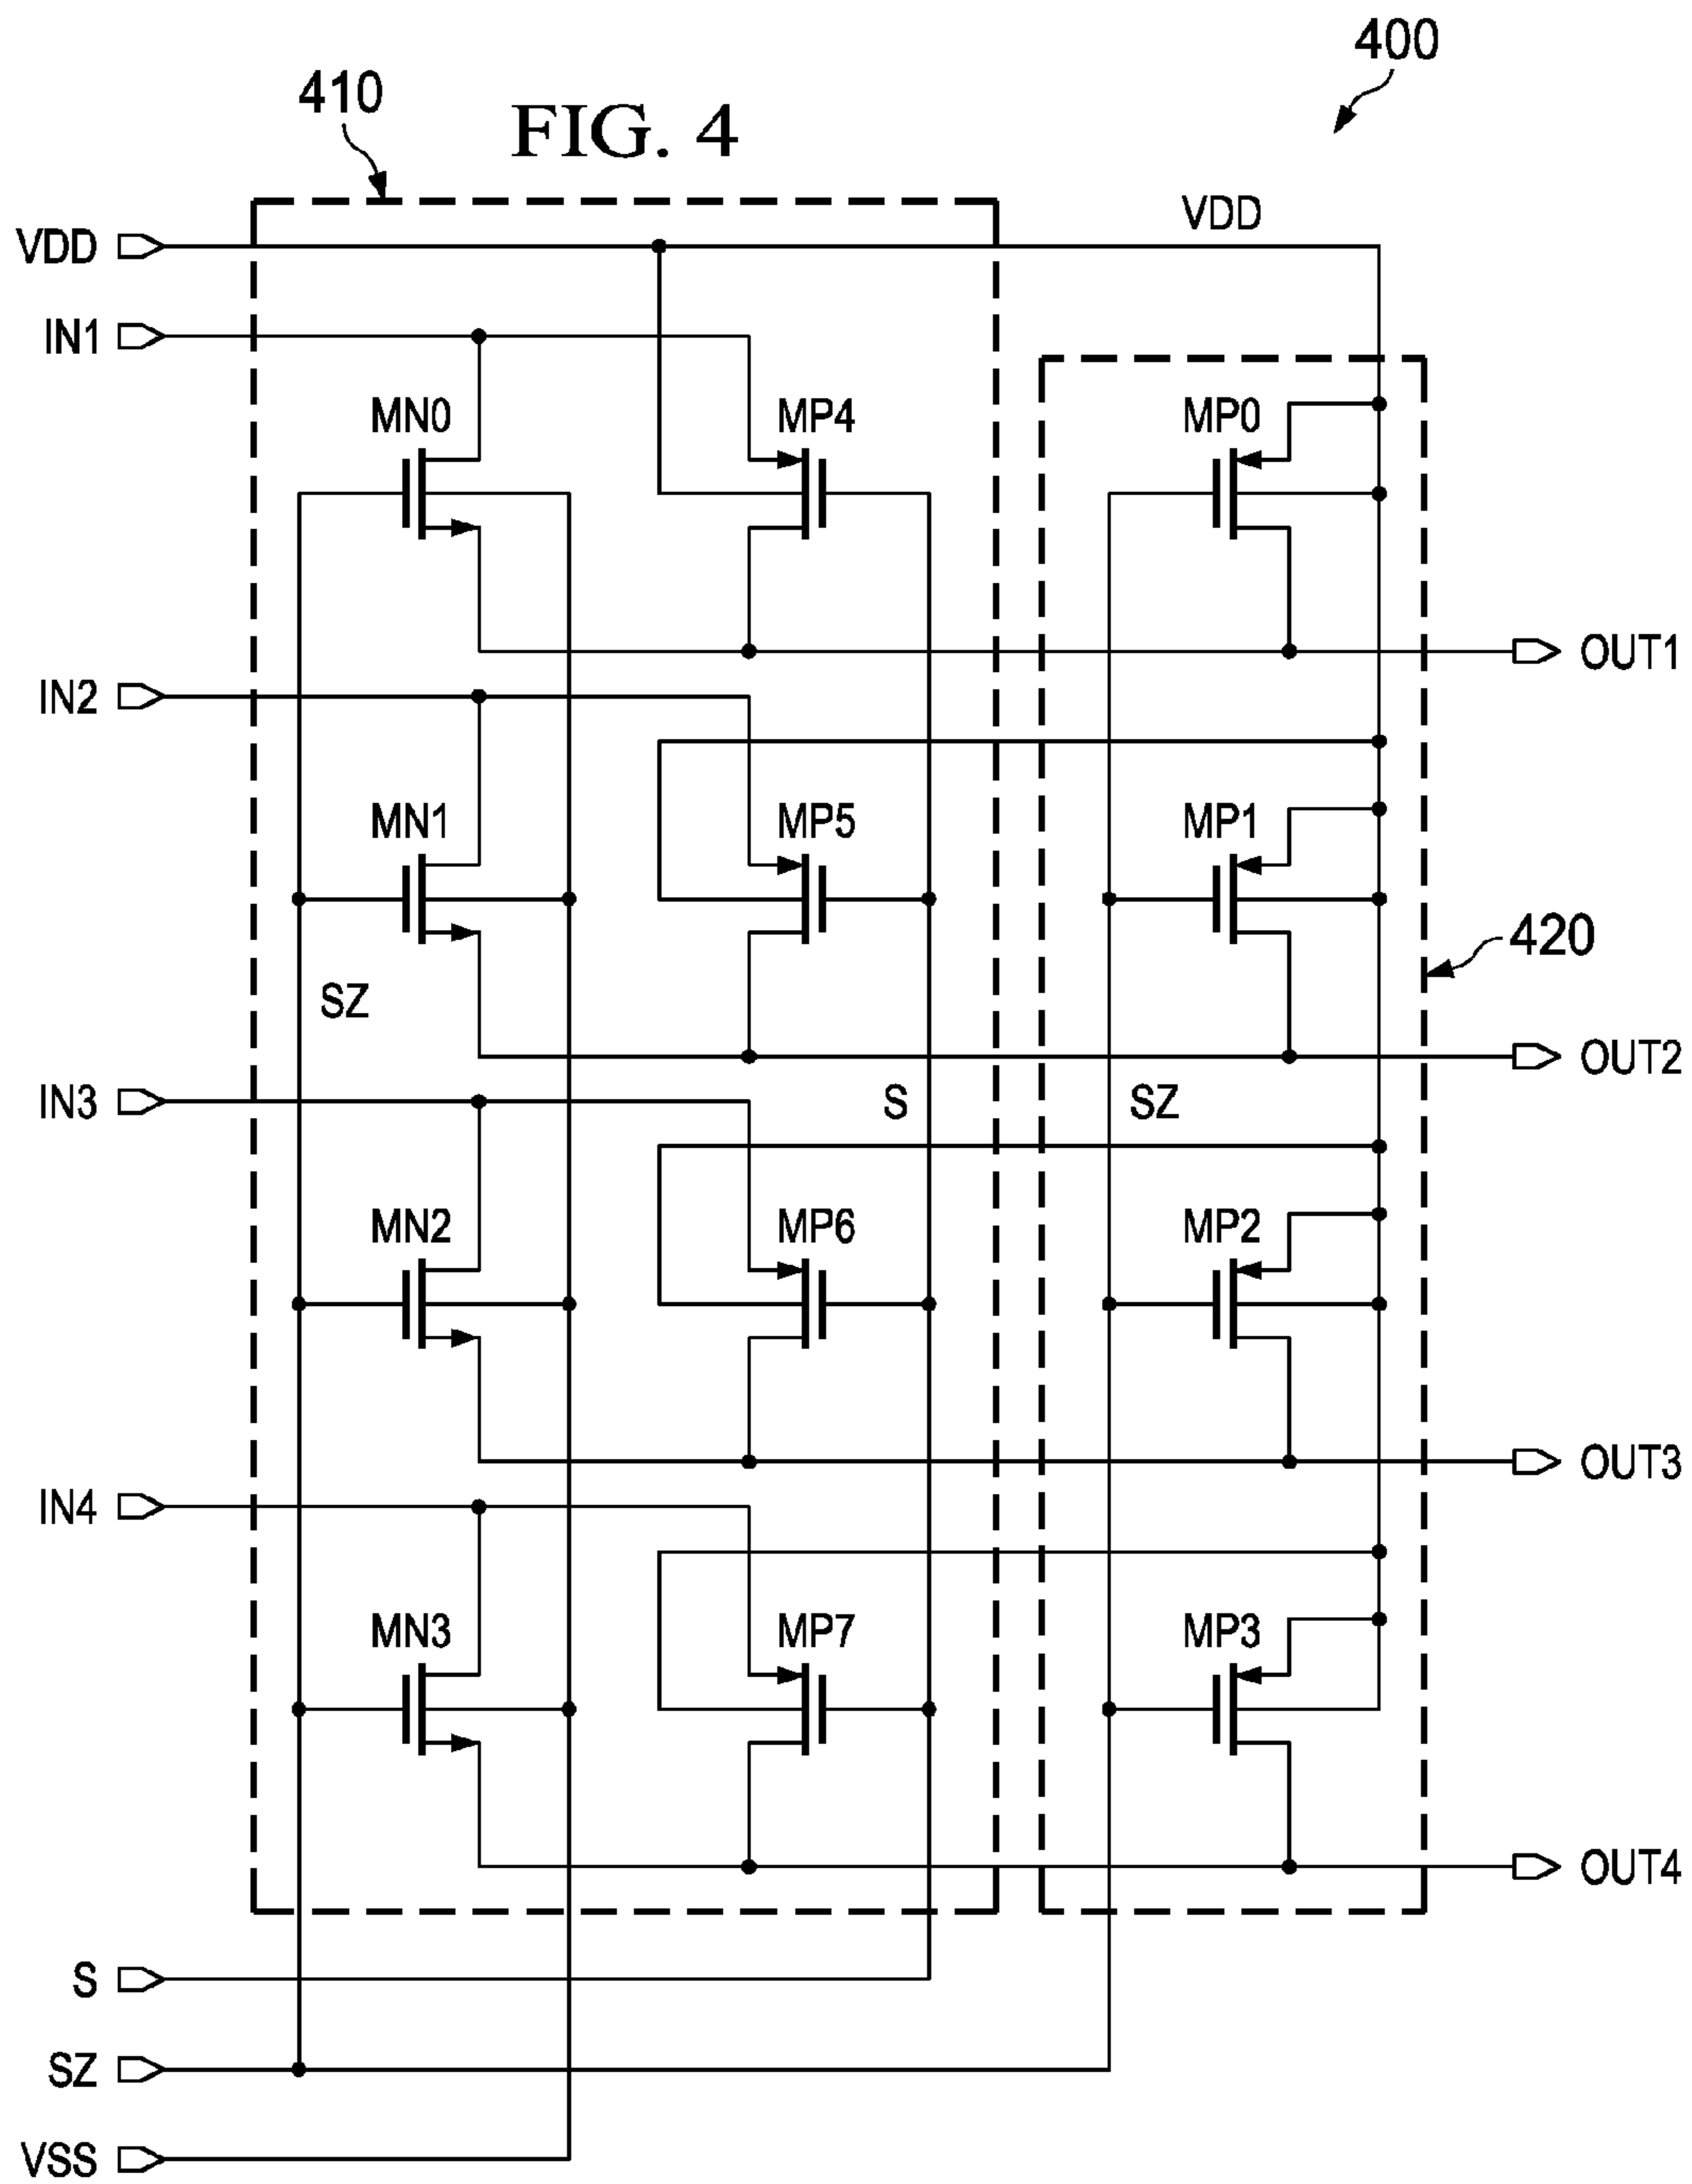 400
410
FIG. 4
VDD
VDD
IN1
MN0 MP4 MP0
OUT1
IN2
MN1 MP5 MP1
420
SZ
OUT2
IN3 S SZ
MN2 MP6 MP2
OUT3
IN4
MN3 MP7 MP3
OUT4
S
SZ
VSS